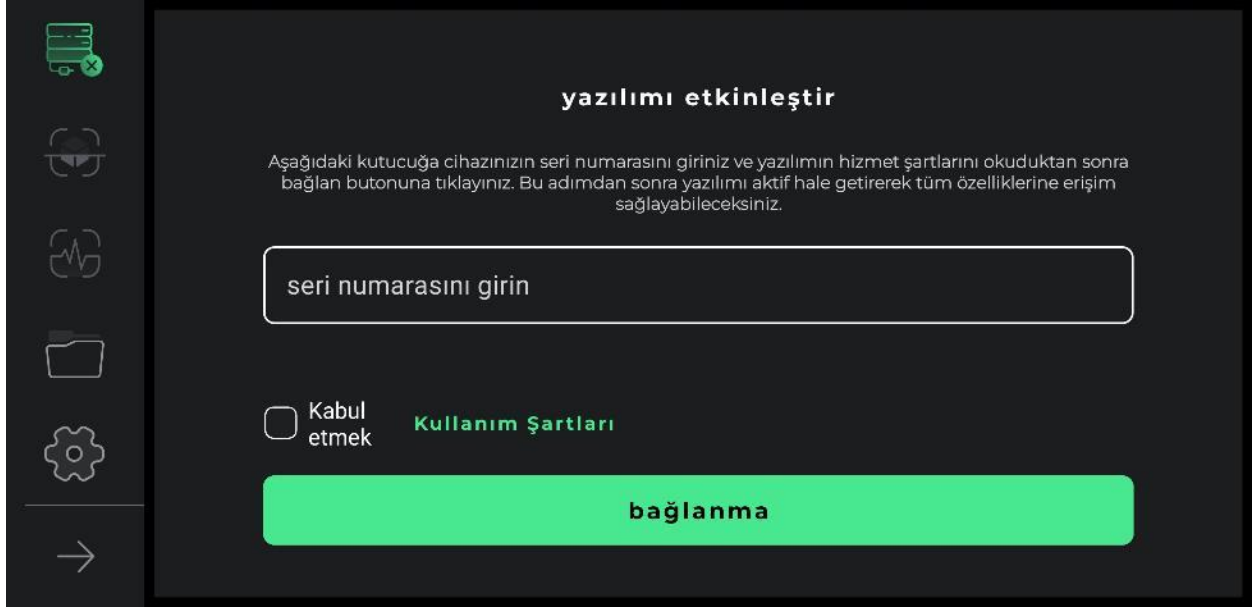 yazılımı etkinleştir
Aşağıdaki kutucuğa cihazınızın seri numarasını giriniz ve yazılımın hizmet şartlarını okuduktan sonra
bağlan butonuna tıklayınız. Bu adımdan sonra yazılımı aktif hale getirerek tüm özelliklerine erişim
sağlayabileceksiniz.
seri numarasını girin
Kabul
etmek
Kullanım Şartları
bağlanma